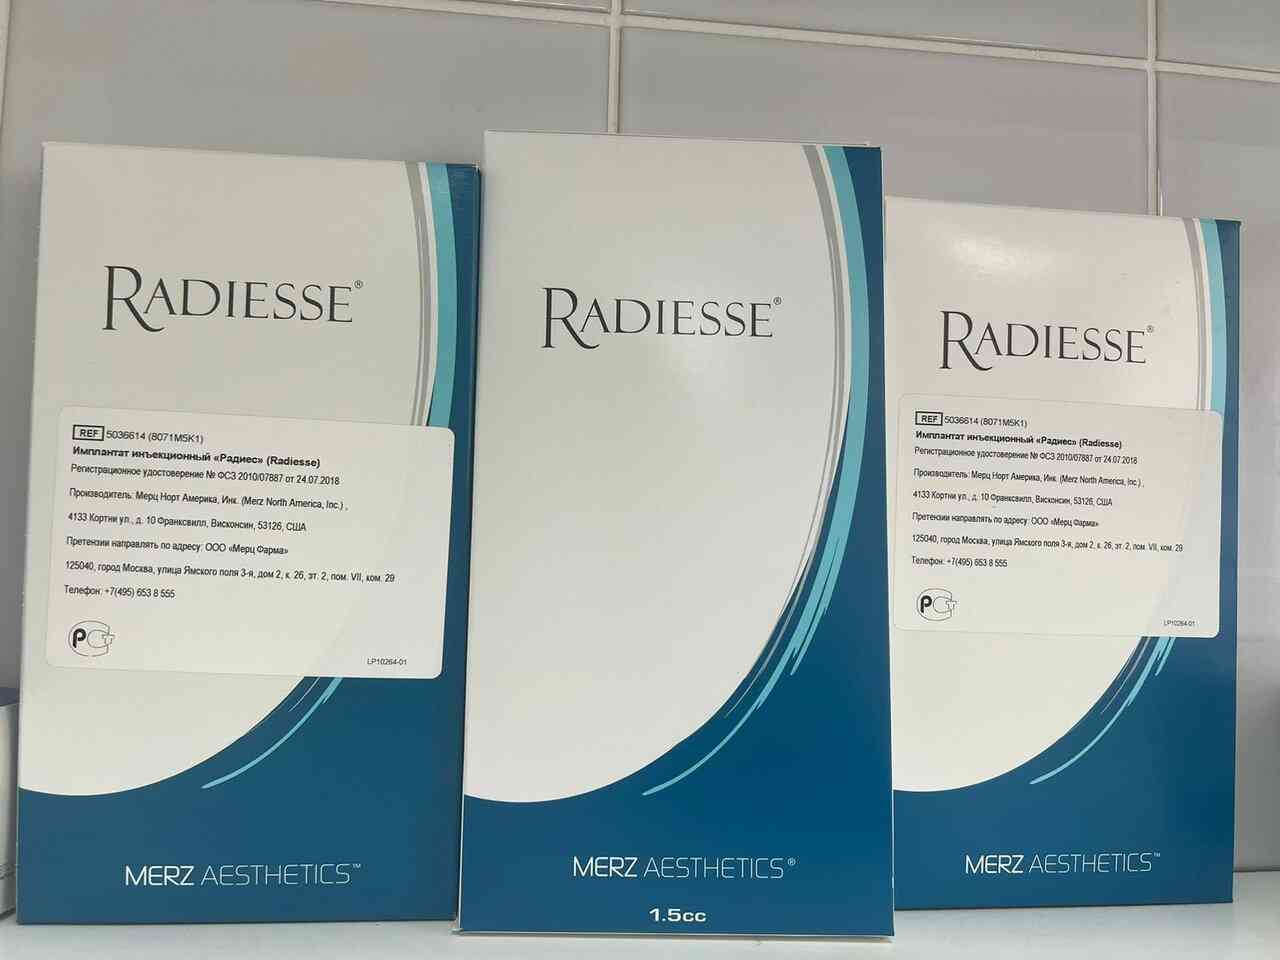 RADIESSE®
REF 5036614 (8071M5K1)
Имплантат инъекционный «Радиес» (Radiesse)
Регистрационное удостоверение № ФСЗ 2010/07887 от 24.07.2018
Производитель: Мерц Норт Америка, Инк. (Merz North America, Inc.) ,
4133 Кортни ул., д. 10 Франксвилл, Висконсин, 53126, США
Претензии направлять по адресу: ООО «Мерц Фарма»
125040, город Москва, улица Ямского поля 3-я, дом 2, к. 26, эт. 2, пом. VII, ком. 29
Телефон: +7(495) 653 8 555
РСТ
LP10264-01
MERZ AESTHETICS™
RADIESSE®
MERZ AESTHETICS®
1.5cc
RADIESSE®
REF 5036614 (8071M5K1)
Имплантат инъекционный «Радиес» (Radiesse)
Регистрационное удостоверение № ФСЗ 2010/07887 от 24.07.2018
Производитель: Мерц Норт Америка, Инк. (Merz North America, Inc.) ,
4133 Кортни ул., д. 10 Франксвилл, Висконсин, 53126, США
Претензии направлять по адресу: ООО «Мерц Фарма»
125040, город Москва, улица Ямского поля 3-я, дом 2, к. 26, эт. 2, пом. VII, ком. 29
Телефон: +7(495) 653 8 555
РСТ
LP10264-01
MERZ AESTHETICS™